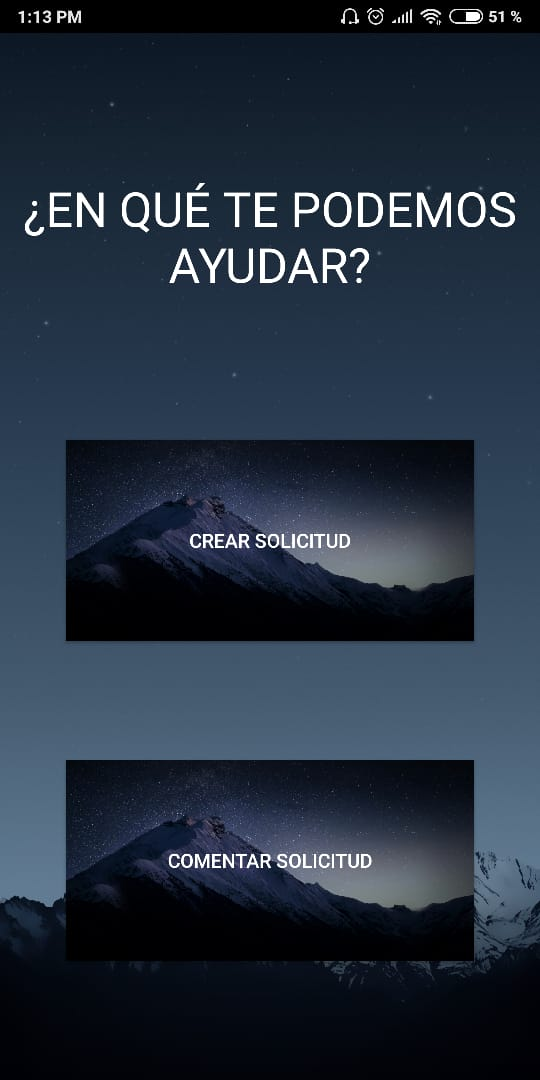 1:13 PM 51 %
¿EN QUÉ TE PODEMOS
AYUDAR?
CREAR SOLICITUD
COMENTAR SOLICITUD